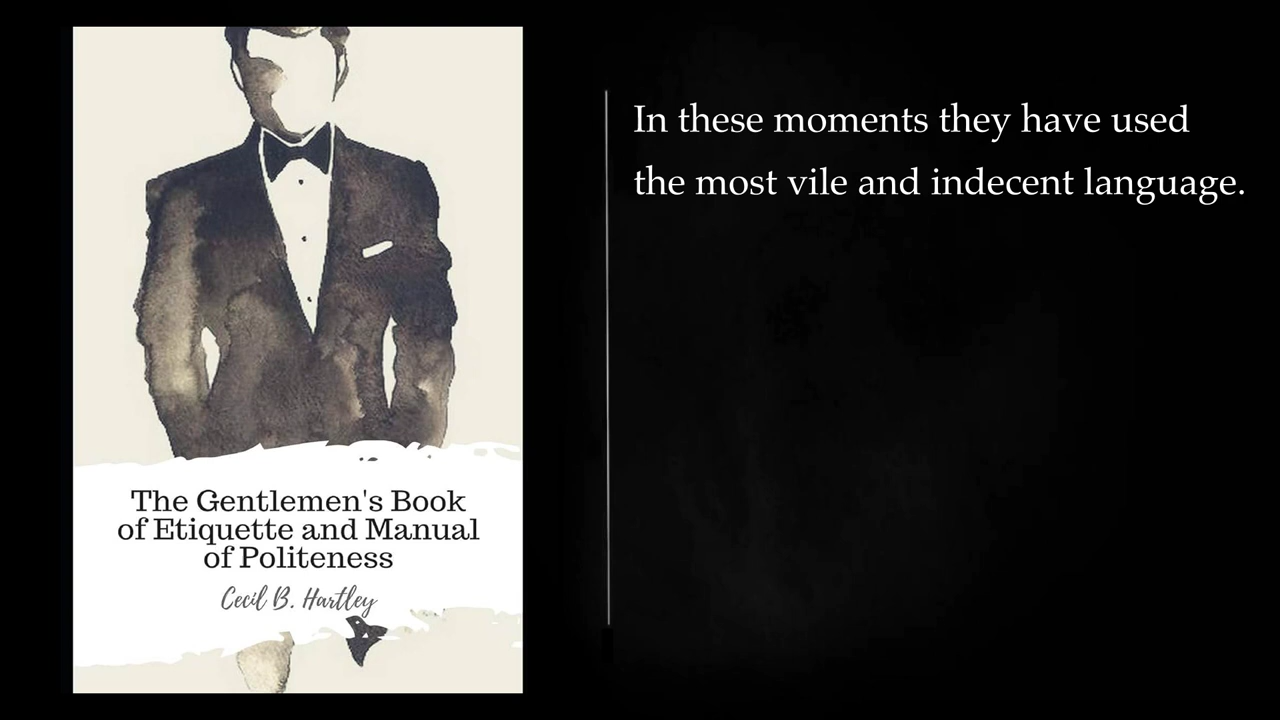 The Gentlemen's Book
of Etiquette and Manual
of Politeness
Cecil B. Hartley
In these moments they have used
the most vile and indecent language.